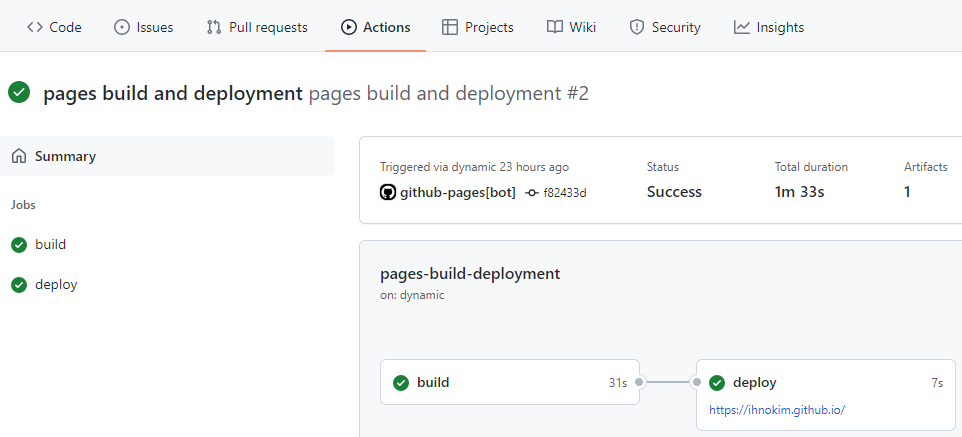 Code Issues Pull requests Actions Projects Wiki Security Insights
pages build and deployment pages build and deployment #2
Summary
Jobs
build
deploy
Triggered via dynamic 23 hours ago Status Total duration Artifacts
github-pages[bot] f82433d Success 1m 33s 1
pages-build-deployment
on: dynamic
build 31s deploy 7s
https://ihnokim.github.io/